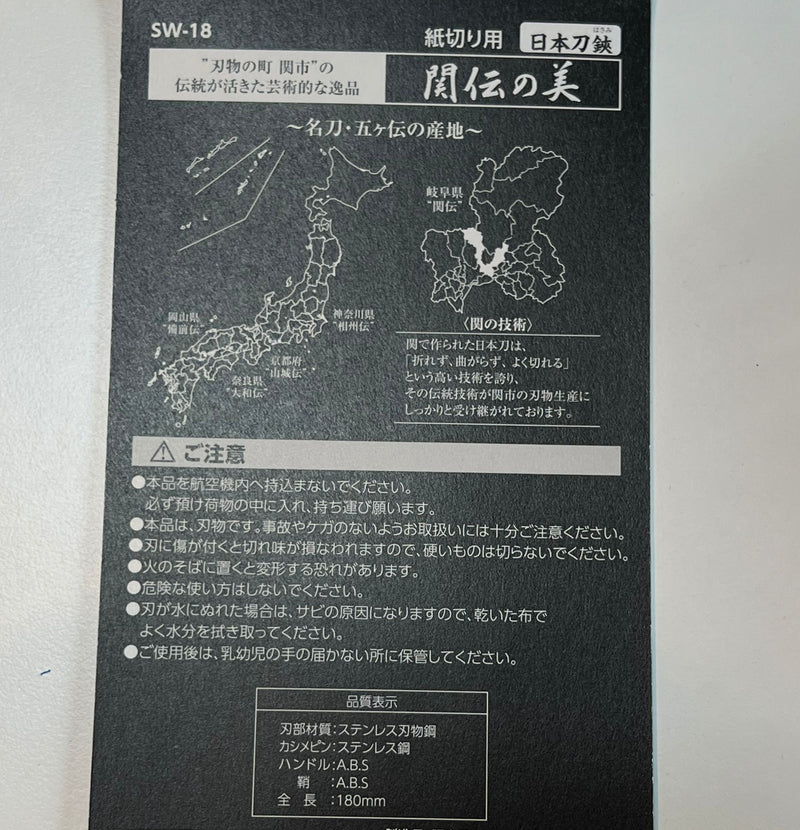 SW-18
紙切り用
はさみ
日本刀鋏
"刃物の町 関市"の
伝統が活きた芸術的な逸品
関伝の美
～名刀・五ヶ伝の産地～
岐阜県
"関伝"
岡山県
"備前伝"
神奈川県
"相州伝"
京都府
"山城伝"
奈良県
"大和伝"
〈関の技術〉
関で作られた日本刀は、
「折れず、曲がらず、よく切れる」
という高い技術を誇り、
その伝統技術が関市の刃物生産に
しっかりと受け継がれております。
⚠ ご注意
●本品を航空機内へ持込まないでください。
必ず預け荷物の中に入れ、持ち運び願います。
●本品は、刃物です。事故やケガのないようお取扱いには十分ご注意ください。
●刃に傷が付くと切れ味が損なわれますので、硬いものは切らないでください。
●火のそばに置くと変形する恐れがあります。
●危険な使い方はしないでください。
●刃が水にぬれた場合は、サビの原因になりますので、乾いた布で
よく水分を拭き取ってください。
●ご使用後は、乳幼児の手の届かない所に保管してください。
品質表示
刃部材質:ステンレス刃物鋼
カシメピン:ステンレス鋼
ハンドル:A.B.S
鞘 :A.B.S
全 長 :180mm